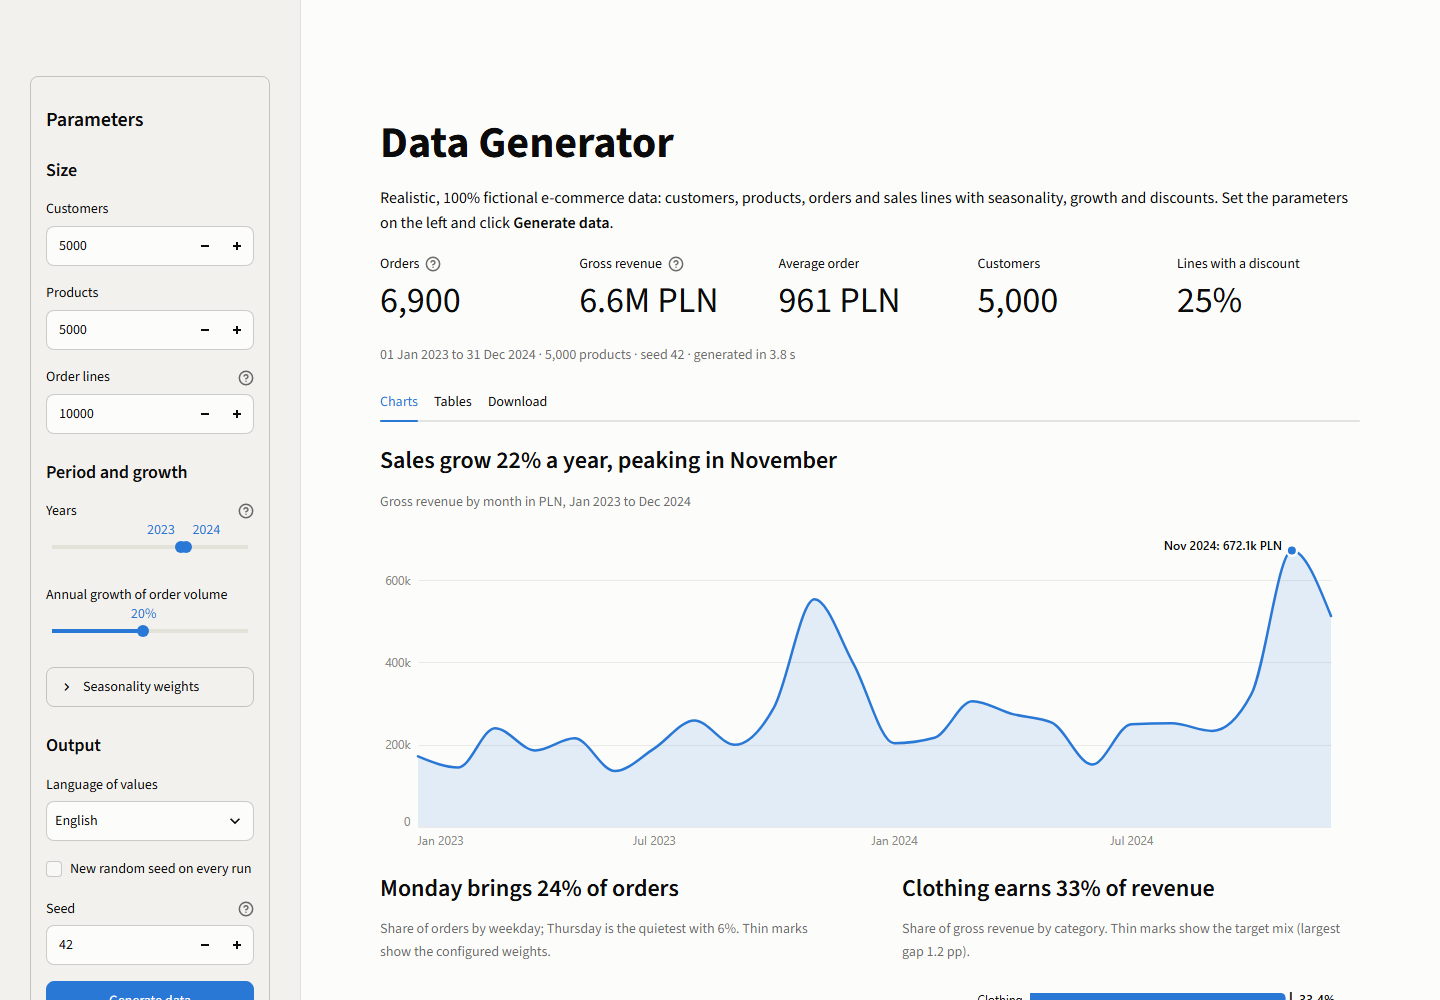 Parameters
Size
Customers
5000
Products
5000
Order lines
10000
Period and growth
Years
2023 2024
Annual growth of order volume
20%
Seasonality weights
Output
Language of values
English
New random seed on every run
Seed
42
Generate data
Data Generator
Realistic, 100% fictional e-commerce data: customers, products, orders and sales lines with seasonality, growth and discounts. Set the parameters
on the left and click Generate data.
Orders
6,900
Gross revenue
6.6M PLN
Average order
961 PLN
Customers
5,000
Lines with a discount
25%
01 Jan 2023 to 31 Dec 2024 · 5,000 products · seed 42 · generated in 3.8 s
Charts Tables Download
Sales grow 22% a year, peaking in November
Gross revenue by month in PLN, Jan 2023 to Dec 2024
Nov 2024: 672.1k PLN
600k
400k
200k
0
Jan 2023 Jul 2023 Jan 2024 Jul 2024
Monday brings 24% of orders
Share of orders by weekday; Thursday is the quietest with 6%. Thin marks
show the configured weights.
Clothing earns 33% of revenue
Share of gross revenue by category. Thin marks show the target mix (largest
gap 1.2 pp).
Clothing 33.4%